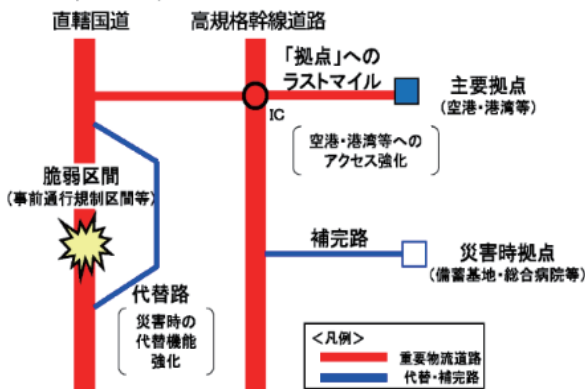 直轄国道
高規格幹線道路
「拠点」への
ラストマイル
主要拠点
(空港・港湾等)
IC
空港・港湾等への
アクセス強化
脆弱区間
(事前通行規制区間等)
補完路
災害時拠点
(備蓄基地・総合病院等)
代替路
災害時の
代替機能
強化
<凡例>
重要物流道路
代替・補完路